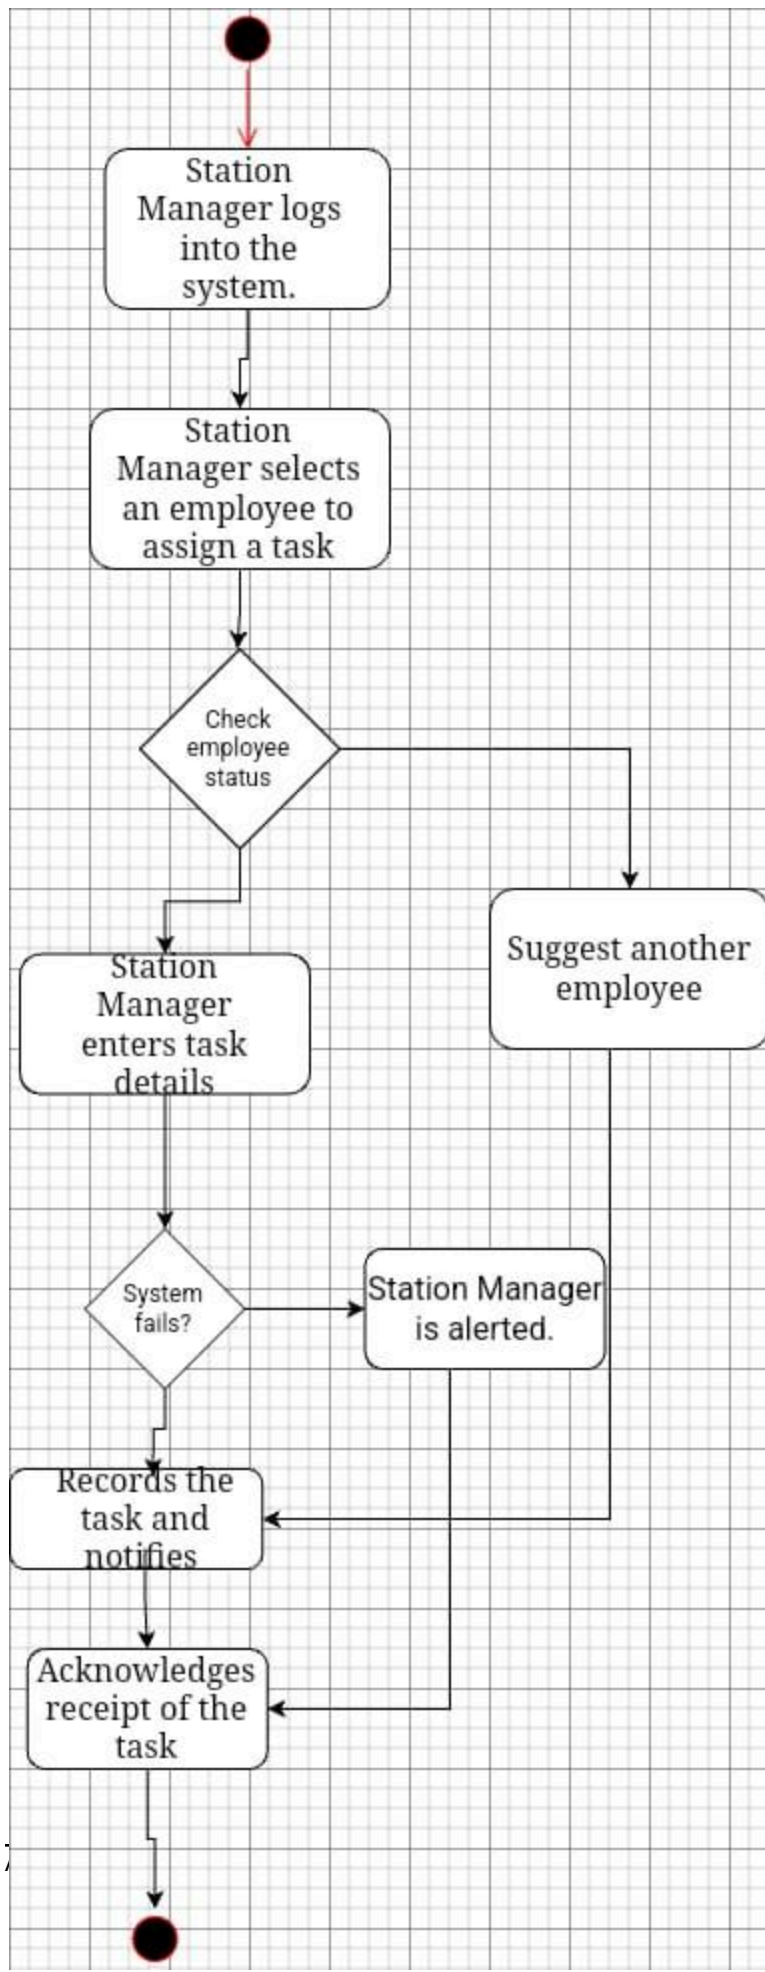 Station
Manager logs
into the
system.
Station
Manager selects
an employee to
assign a task
Check
employee
status
Suggest another
employee
Station
Manager
enters task
details
System
fails?
Station Manager
is alerted.
Records the
task and
notifies
Acknowledges
receipt of the
task